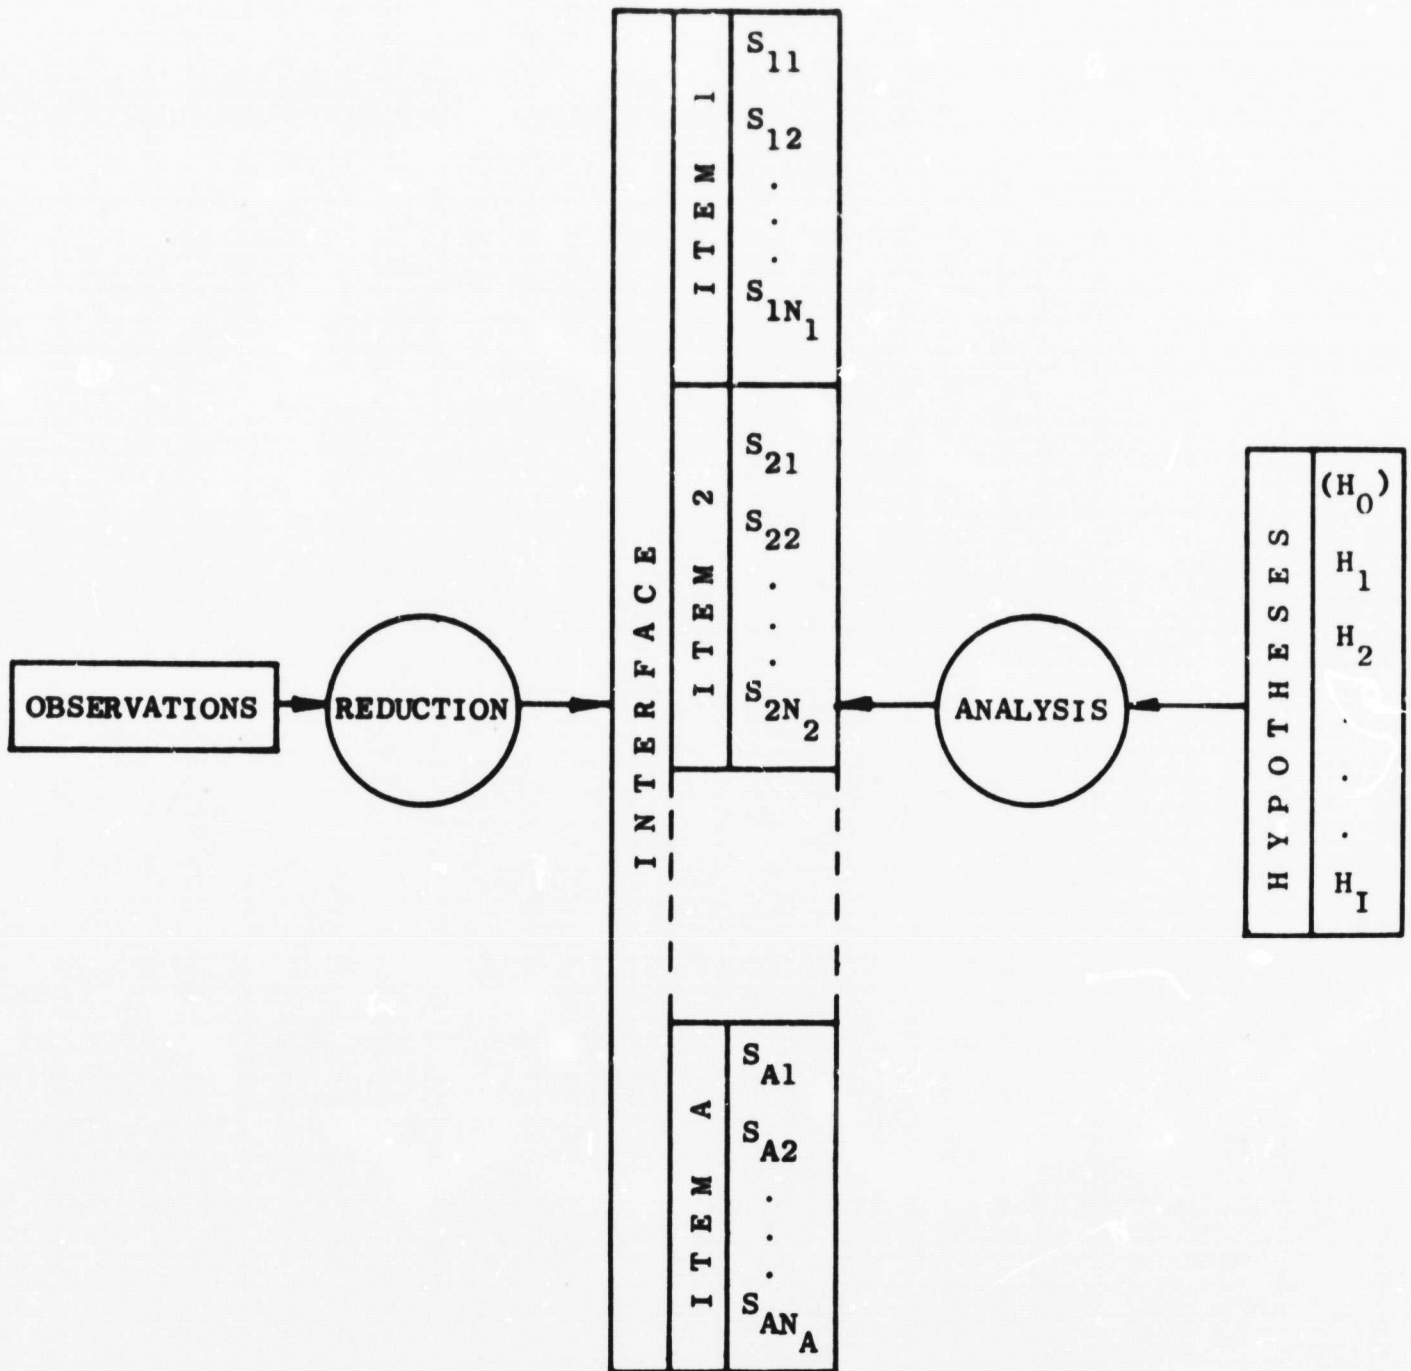 OBSERVATIONS
REDUCTION
INTERFACE
ITEM 1
S11
S12
.
.
.
S1N1
ITEM 2
S21
S22
.
.
.
S2N2
ITEM A
SA1
SA2
.
.
.
SANA
ANALYSIS
HYPOTHESES
(H0)
H1
H2
.
.
.
HI